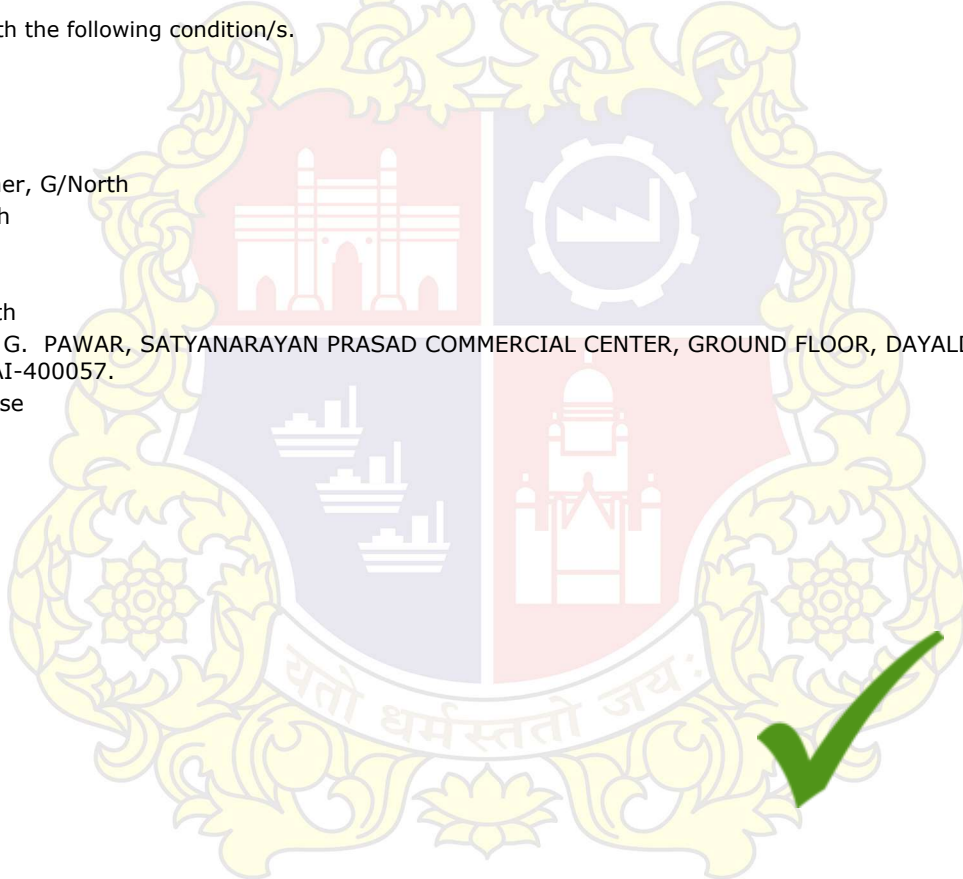 th the following condition/s.
er, G/North
h
th
G. PAWAR, SATYANARAYAN PRASAD COMMERCIAL CENTER, GROUND FLOOR, DAYALD
AI-400057.
se
यतो धर्मस्ततो जयः